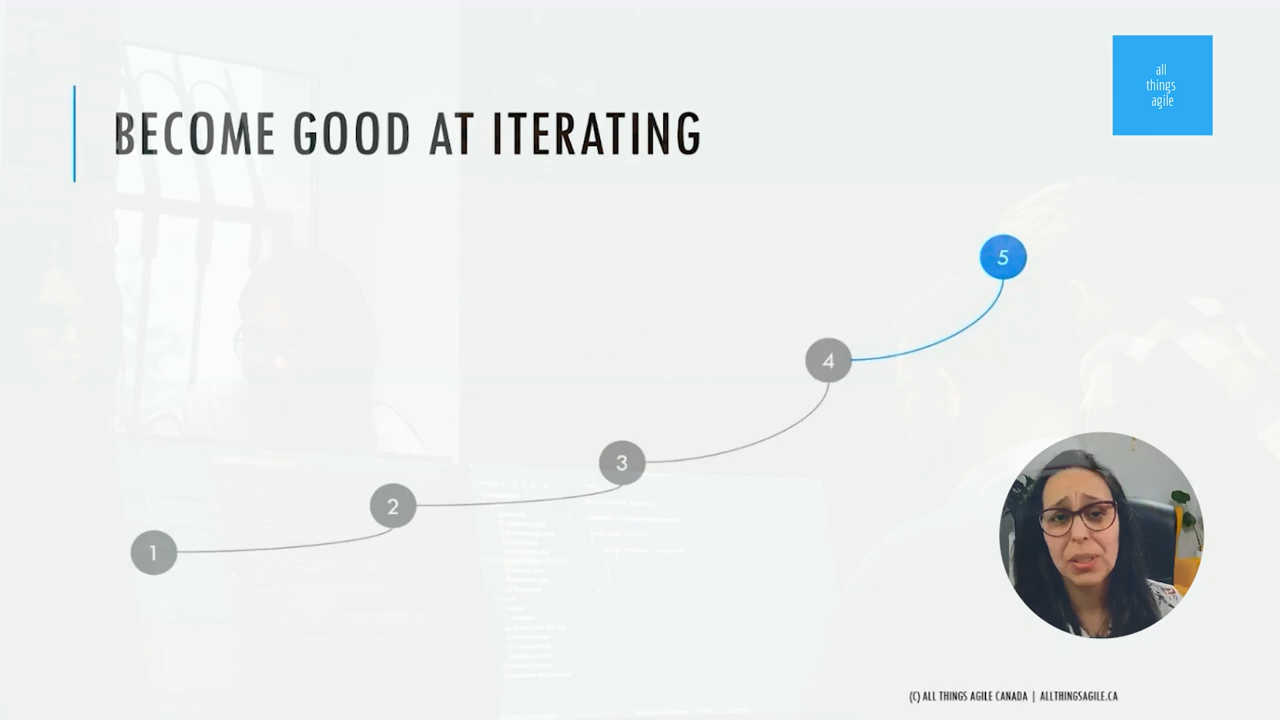 all
things
agile
BECOME GOOD AT ITERATING
5
4
3
2
1
(C) ALL THINGS AGILE CANADA | ALLTHINGSAGILE.CA